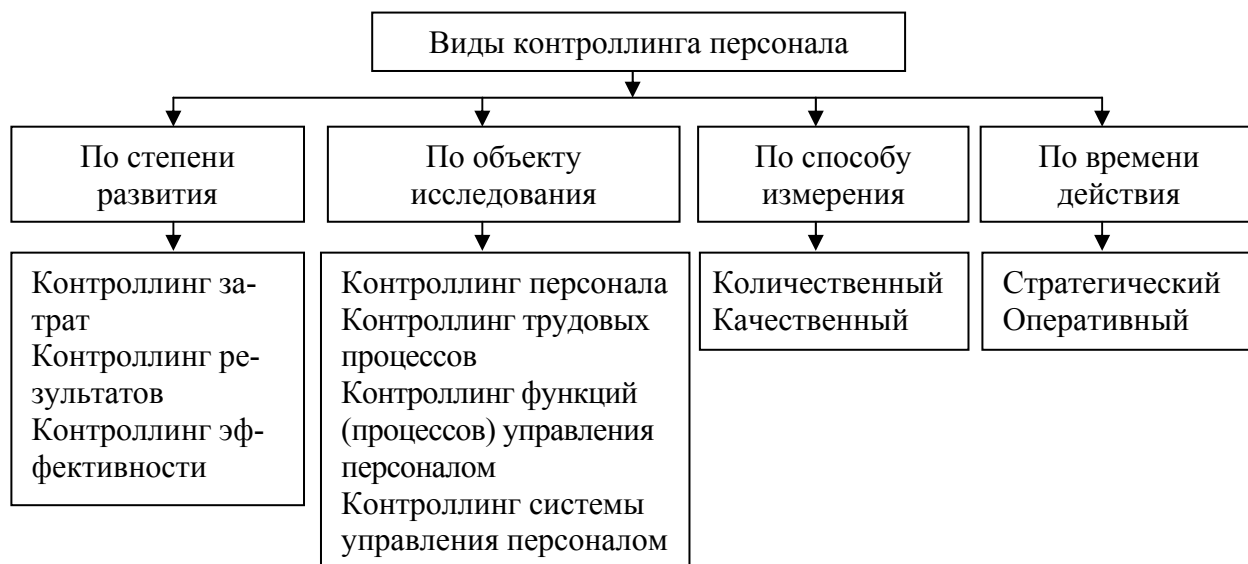 Виды контроллинга персонала
По степени
развития
По объекту
исследования
По способу
измерения
По времени
действия
Контроллинг за-
трат
Контроллинг ре-
зультатов
Контроллинг эф-
фективности
Контроллинг персонала
Контроллинг трудовых
процессов
Контроллинг функций
(процессов) управления
персоналом
Контроллинг системы
управления персоналом
Количественный
Качественный
Стратегический
Оперативный